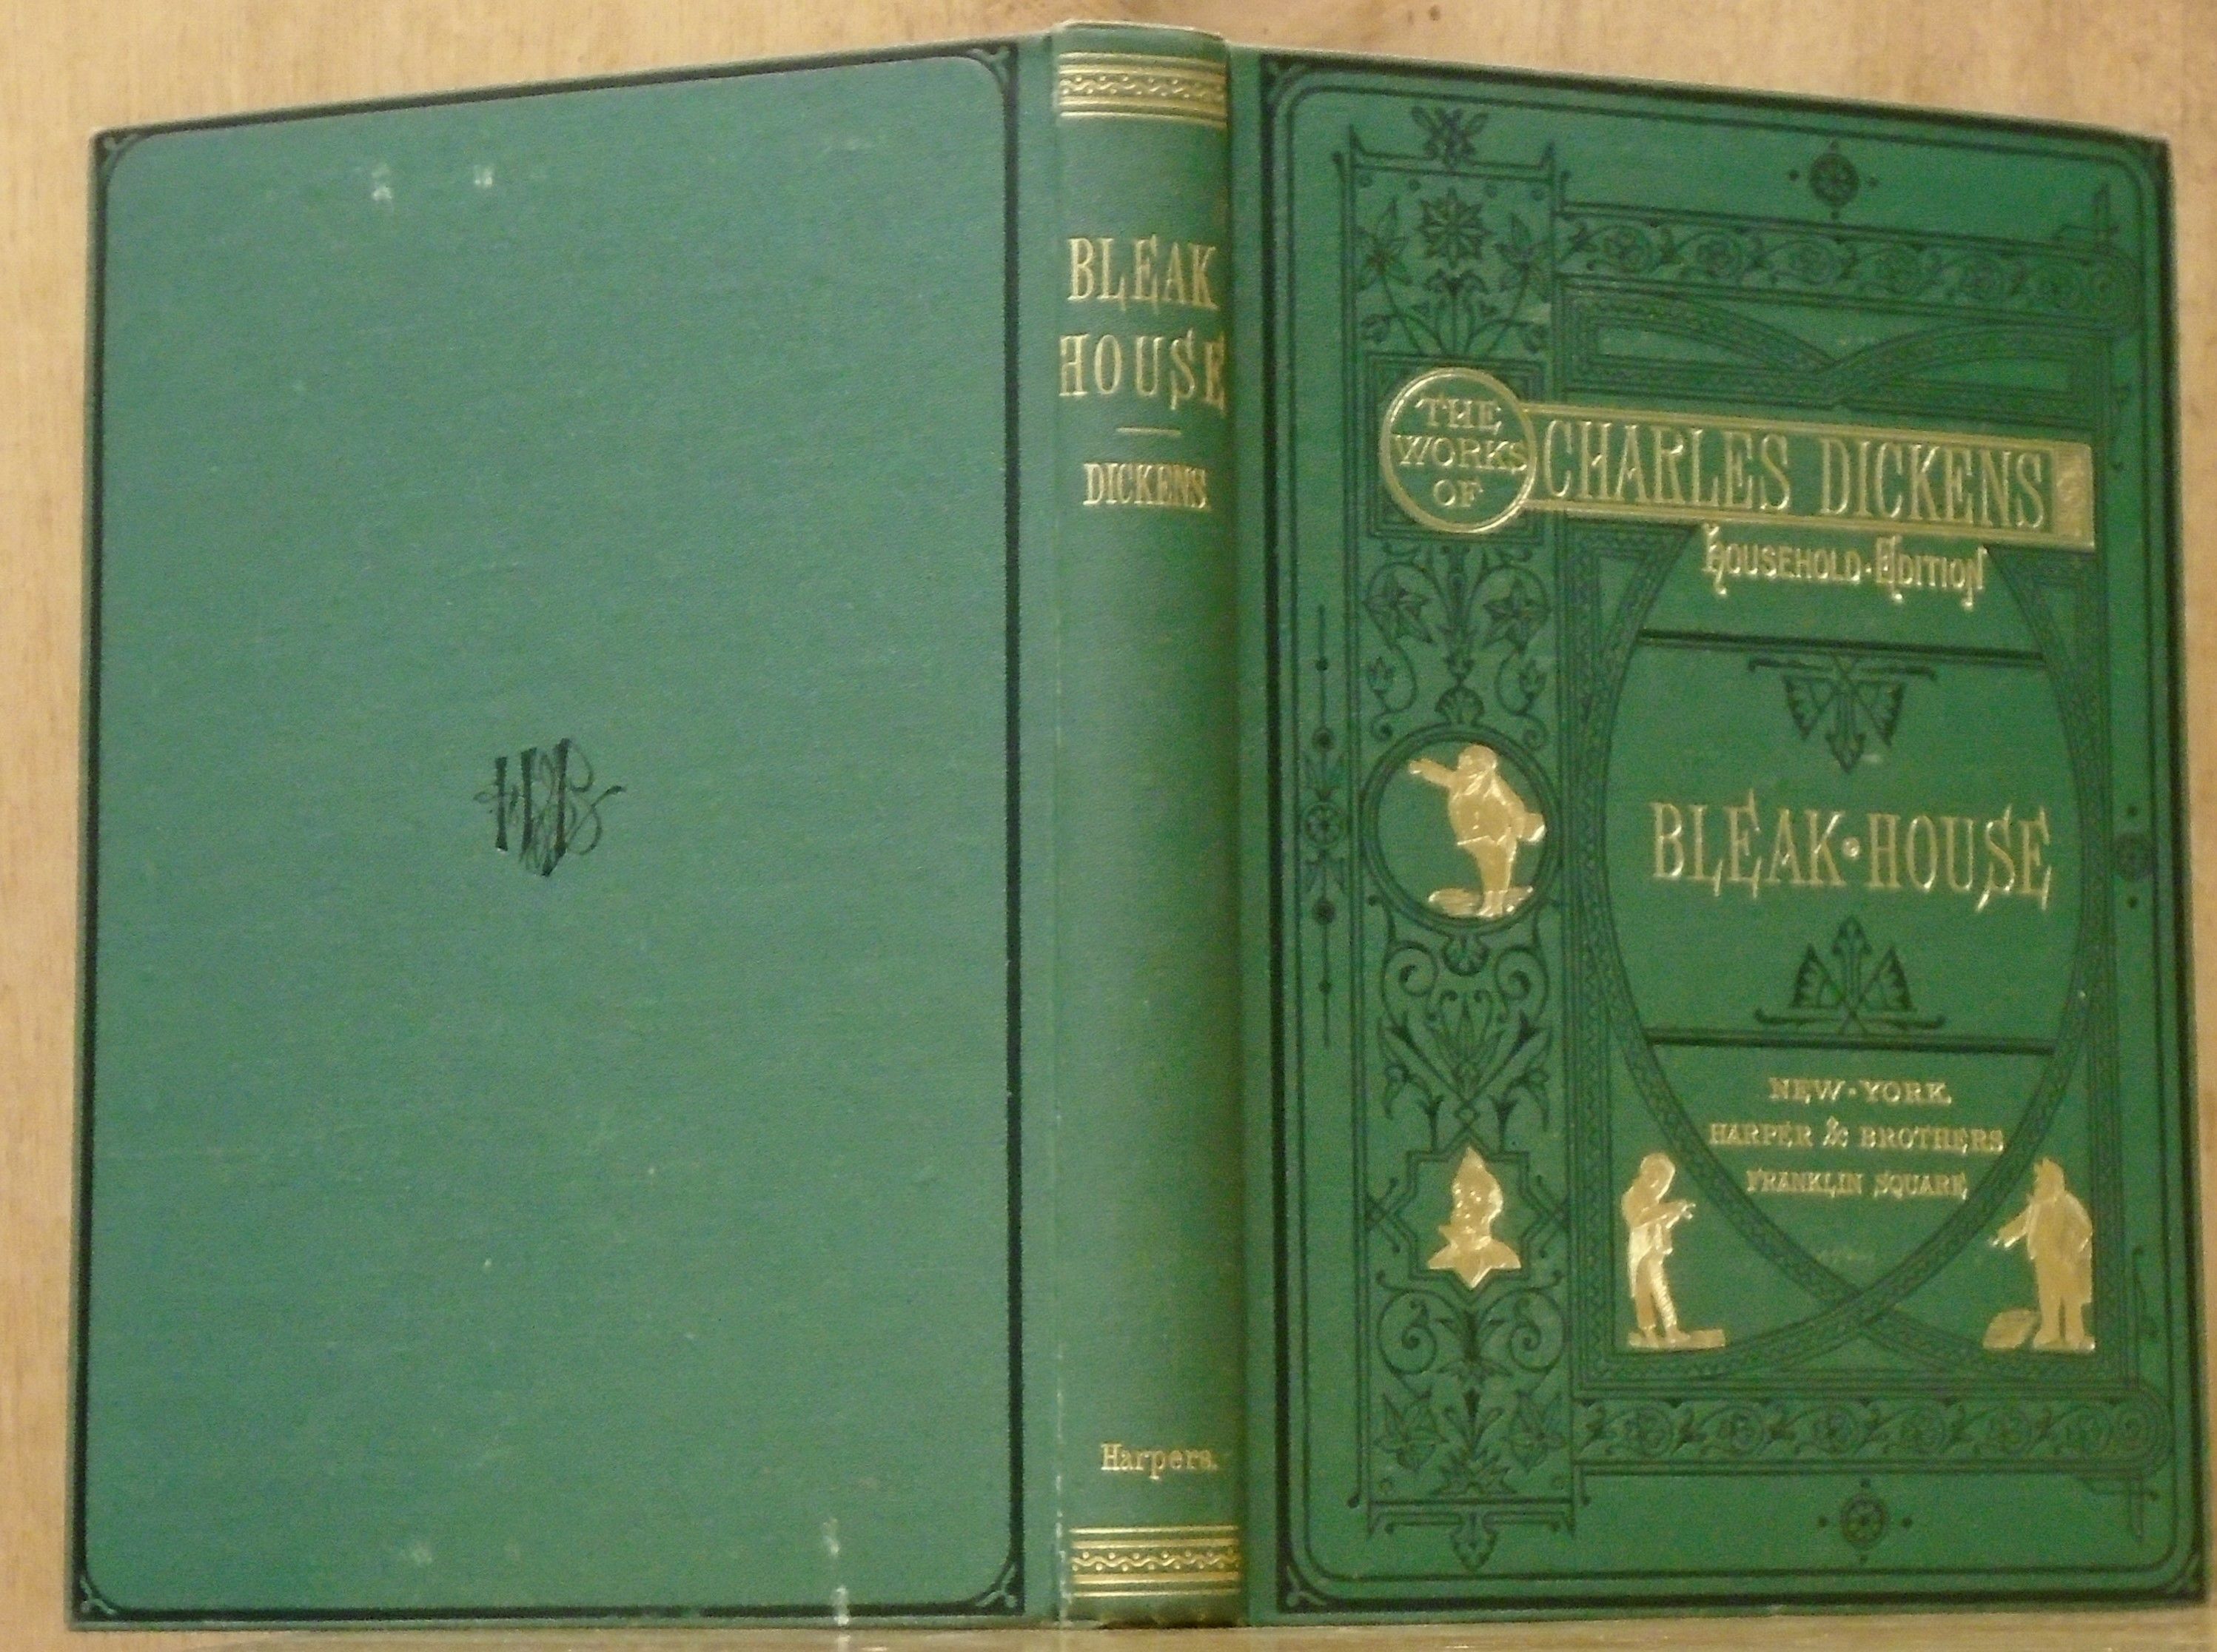 BLEAK
HOUSE
DICKENS
Harpers.
THE
WORKS
OF
CHARLES DICKENS
HOUSEHOLD·EDITION
BLEAK·HOUSE
NEW·YORK
HARPER & BROTHERS
FRANKLIN SQUARE